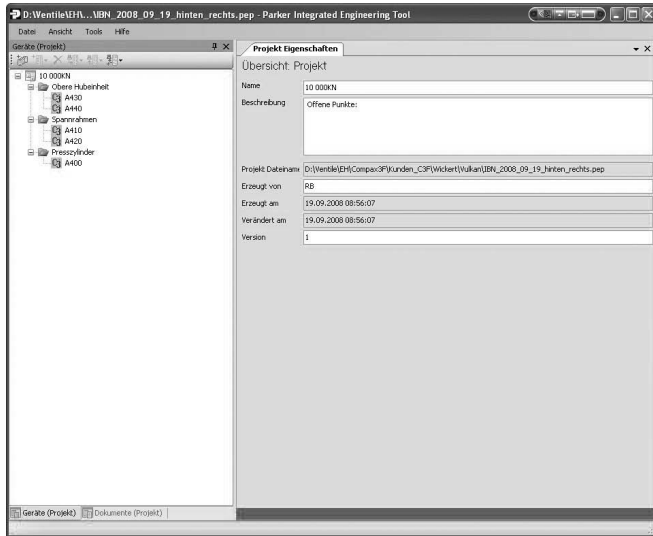 D:\Ventile\EH\...\IBN_2008_09_19_hinten_rechts.pep - Parker Integrated Engineering Tool
Datei Ansicht Tools Hilfe
Geräte (Projekt)
10 000KN
Obere Hubeinheit
A430
A440
Spannrahmen
A410
A420
Presszylinder
A400
Geräte (Projekt) Dokumente (Projekt)
Projekt Eigenschaften
Übersicht: Projekt
Name 10 000KN
Beschreibung Offene Punkte:
Projekt Dateiname D:\Ventile\EH\Compax3F\Kunden_C3F\Wickert\Vulkan\IBN_2008_09_19_hinten_rechts.pep
Erzeugt von RB
Erzeugt am 19.09.2008 08:56:07
Verändert am 19.09.2008 08:56:07
Version 1